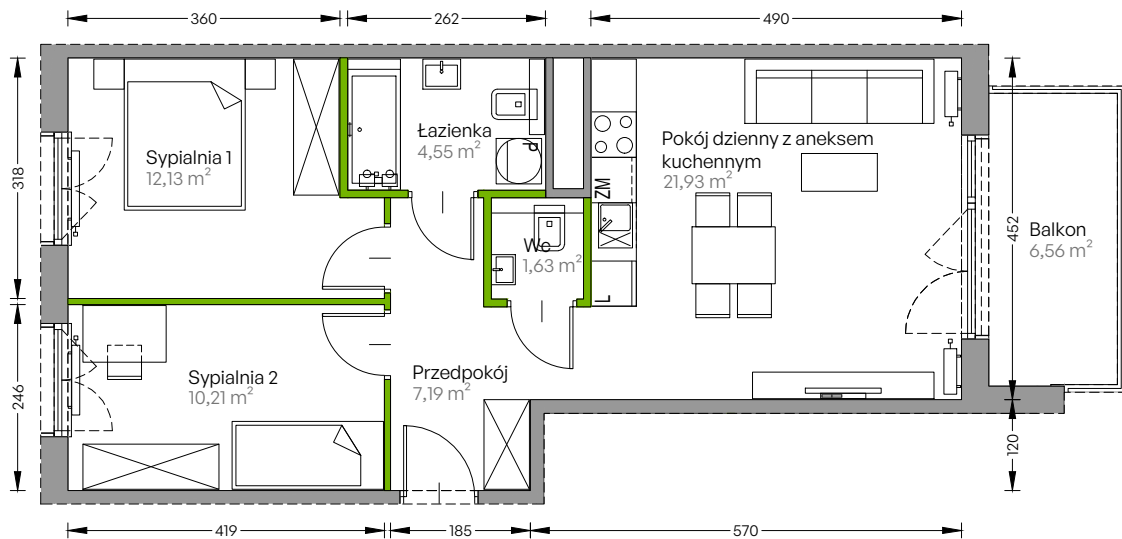 360
262
490
318
246
Sypialnia 1
12,13 m²
Łazienka
4,55 m²
P
Pokój dzienny z aneksem
kuchennym
21,93 m²
ZM
L
Wc
1,63 m²
452
Balkon
6,56 m²
Sypialnia 2
10,21 m²
Przedpokój
7,19 m²
120
419
185
570